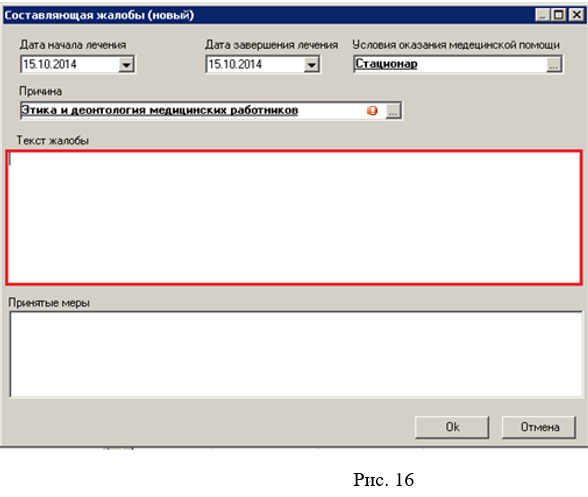 Составляющая жалобы (новый)
Дата начала лечения Дата завершения лечения Условия оказания медецинской помощи
15.10.2014 15.10.2014 Стационар ...
Причина
Этика и деонтология медицинских работников ...
Текст жалобы
Принятые меры
Ok Отмена
Рис. 16